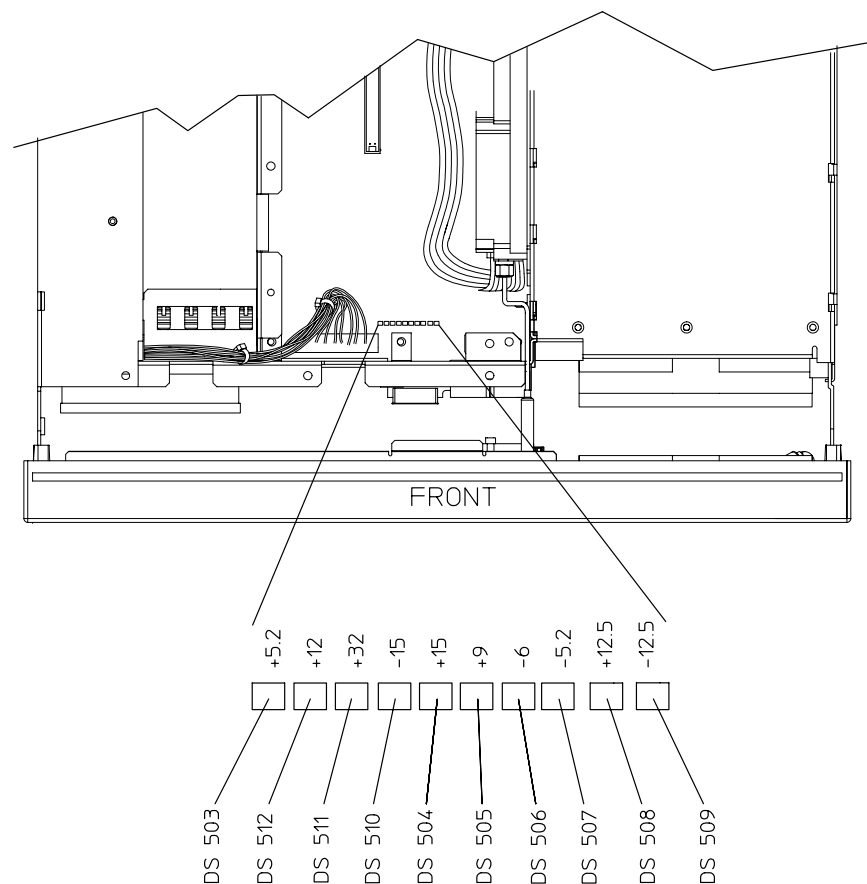 FRONT
+5.2
+12
+32
-15
+15
+9
-6
-5.2
+12.5
-12.5
DS 503
DS 512
DS 511
DS 510
DS 504
DS 505
DS 506
DS 507
DS 508
DS 509